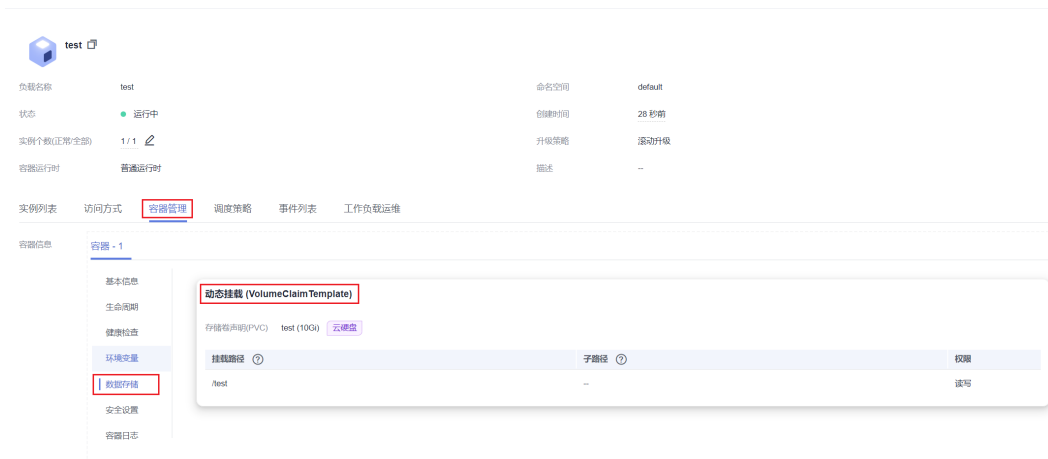 test
负载名称 test 命名空间 default
状态 运行中 创建时间 28 秒前
实例个数(正常/全部) 1 / 1 升级策略 滚动升级
容器运行时 普通运行时 描述 --
实例列表 访问方式 容器管理 调度策略 事件列表 工作负载运维
容器信息 容器 - 1
基本信息
生命周期
健康检查
环境变量
数据存储
安全设置
容器日志
动态挂载 (VolumeClaimTemplate)
存储卷声明(PVC) test (10Gi) 云硬盘
挂载路径 ? 子路径 ? 权限
/test -- 读写